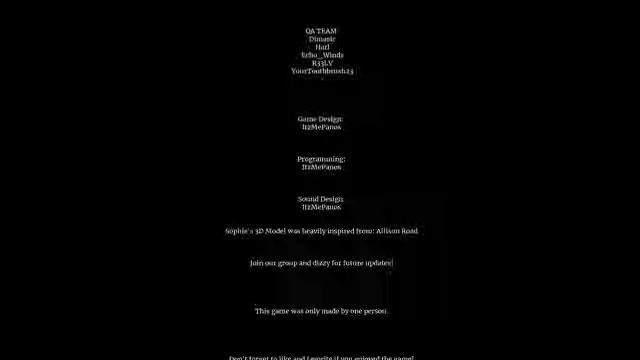 QA TEAM
Dimasic
Harl
Echo_Winds
R33LV
YourToothbrush23
Game Design:
ItzMePanos
Programming:
ItzMePanos
Sound Design:
ItzMePanos
Sophie's 3D Model was heavily inspired from: Allison Road
Join our group and dizzy for future updates!
This game was only made by one person
Don't forget to like and favorite if you enjoyed the game!